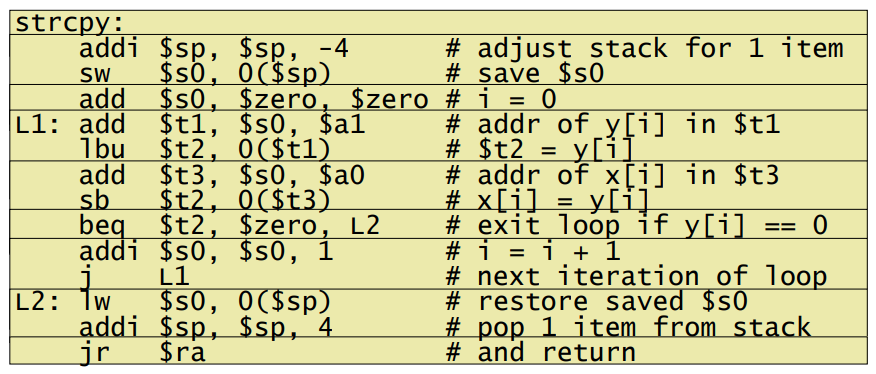 strcpy:
    addi $sp, $sp, -4      # adjust stack for 1 item
    sw   $s0, 0($sp)       # save $s0
    add  $s0, $zero, $zero # i = 0
L1: add  $t1, $s0, $a1     # addr of y[i] in $t1
    lbu  $t2, 0($t1)       # $t2 = y[i]
    add  $t3, $s0, $a0     # addr of x[i] in $t3
    sb   $t2, 0($t3)       # x[i] = y[i]
    beq  $t2, $zero, L2    # exit loop if y[i] == 0
    addi $s0, $s0, 1       # i = i + 1
    j    L1                # next iteration of loop
L2: lw   $s0, 0($sp)       # restore saved $s0
    addi $sp, $sp, 4       # pop 1 item from stack
    jr   $ra               # and return